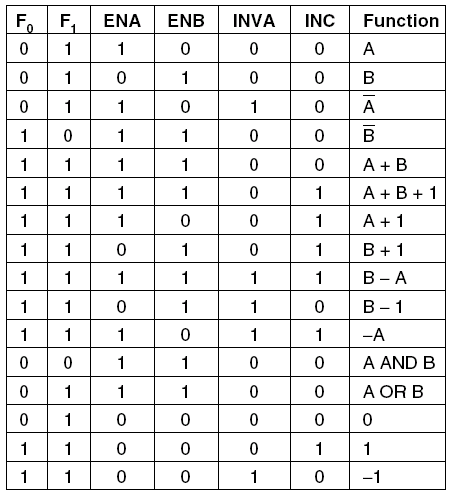 F₀ F₁ ENA ENB INVA INC Function
0 1 1 0 0 0 A
0 1 0 1 0 0 B
0 1 1 0 1 0 A̅
1 0 1 1 0 0 B̅
1 1 1 1 0 0 A + B
1 1 1 1 0 1 A + B + 1
1 1 1 0 0 1 A + 1
1 1 0 1 0 1 B + 1
1 1 1 1 1 1 B − A
1 1 0 1 1 0 B − 1
1 1 1 0 1 1 −A
0 0 1 1 0 0 A AND B
0 1 1 1 0 0 A OR B
0 1 0 0 0 0 0
1 1 0 0 0 1 1
1 1 0 0 1 0 −1